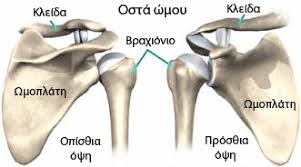 Κλείδα
Οστά ώμου
Κλείδα
Βραχιόνιο
Ωμοπλάτη
Ωμοπλάτη
Οπίσθια
όψη
Πρόσθια
όψη